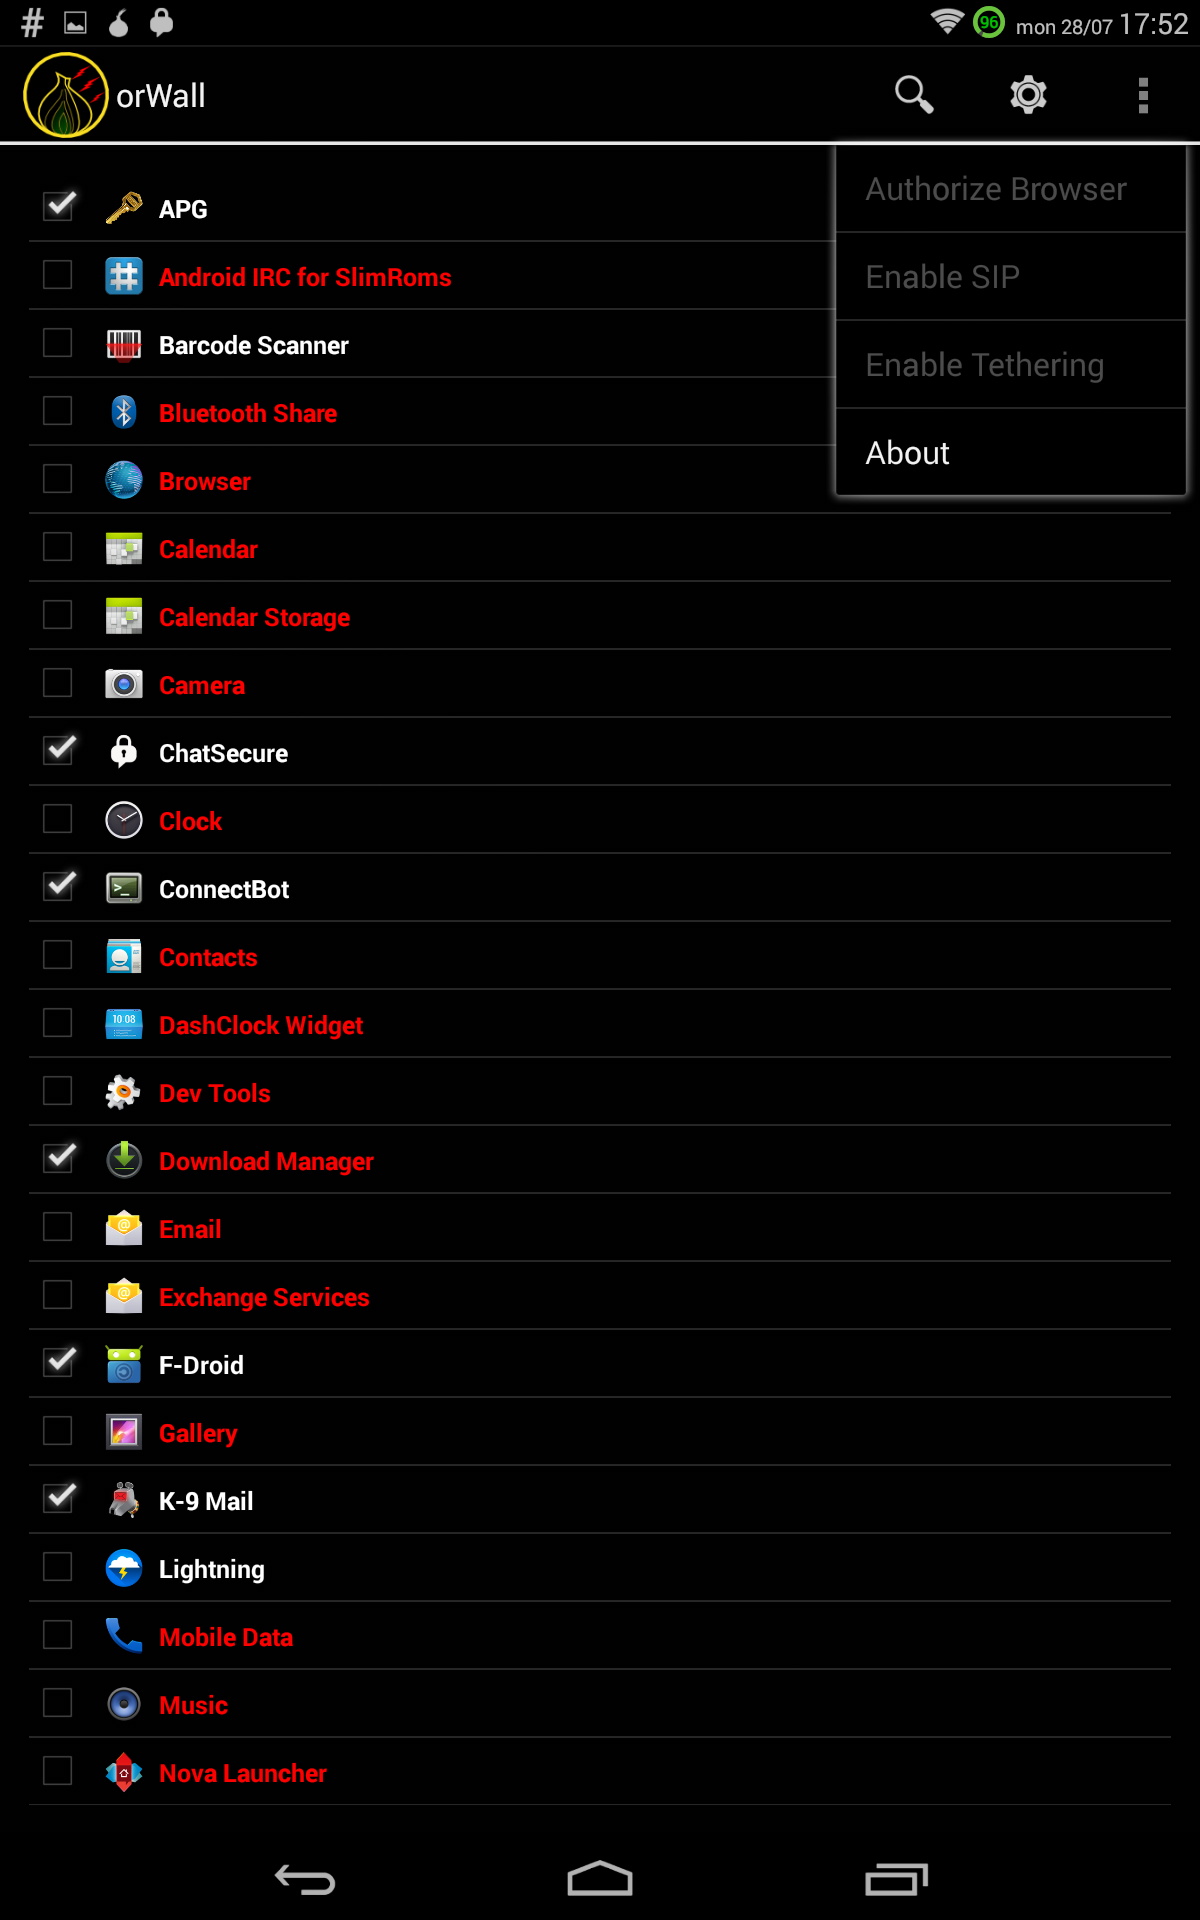 # 96 mon 28/07 17:52
orWall
Authorize Browser
Enable SIP
Enable Tethering
About
APG
Android IRC for SlimRoms
Barcode Scanner
Bluetooth Share
Browser
Calendar
Calendar Storage
Camera
ChatSecure
Clock
ConnectBot
Contacts
10:08
DashClock Widget
Dev Tools
Download Manager
Email
Exchange Services
F-Droid
Gallery
K-9 Mail
Lightning
Mobile Data
Music
Nova Launcher